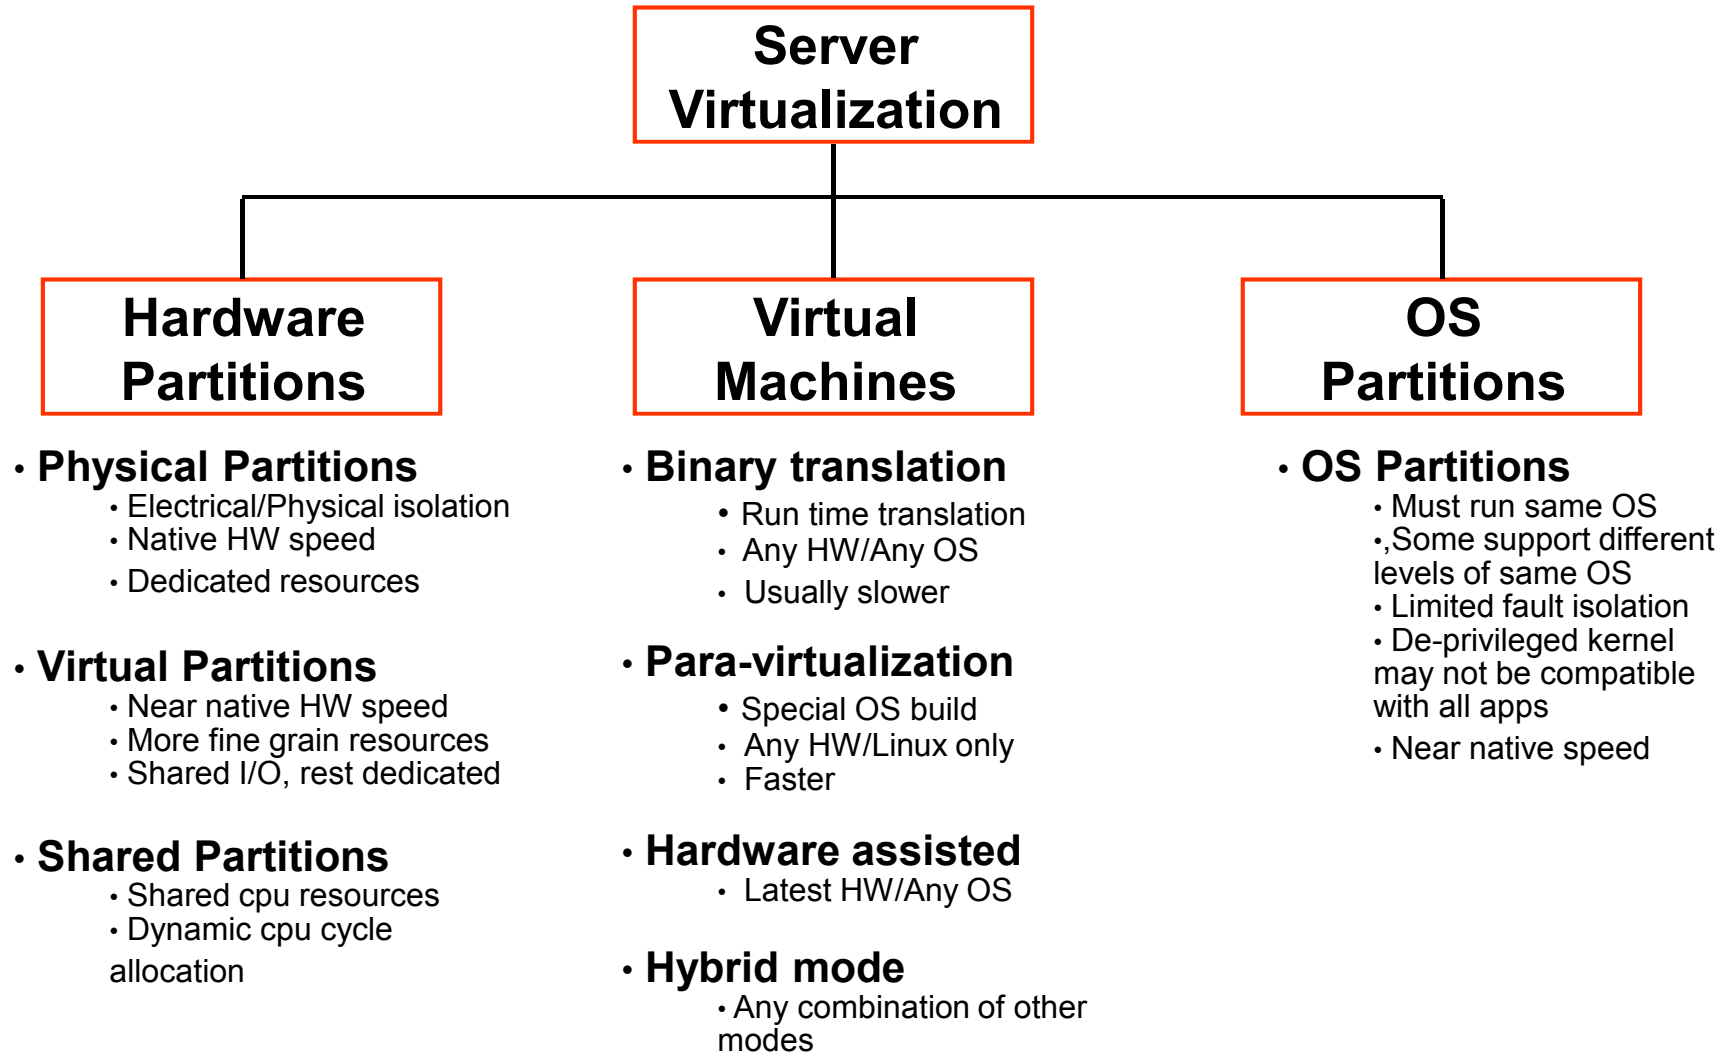 Server
Virtualization
Hardware
Partitions
• Physical Partitions
• Electrical/Physical isolation
• Native HW speed
• Dedicated resources
• Virtual Partitions
• Near native HW speed
• More fine grain resources
• Shared I/O, rest dedicated
• Shared Partitions
• Shared cpu resources
• Dynamic cpu cycle
allocation
Virtual
Machines
• Binary translation
• Run time translation
• Any HW/Any OS
• Usually slower
• Para-virtualization
• Special OS build
• Any HW/Linux only
• Faster
• Hardware assisted
• Latest HW/Any OS
• Hybrid mode
• Any combination of other
modes
OS
Partitions
• OS Partitions
• Must run same OS
•,Some support different
levels of same OS
• Limited fault isolation
• De-privileged kernel
may not be compatible
with all apps
• Near native speed